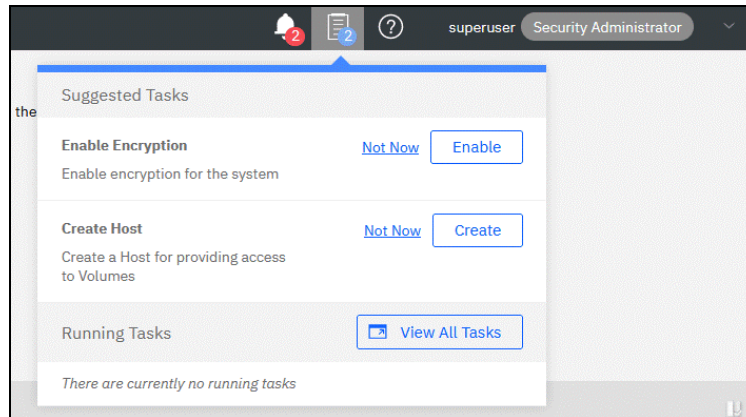 2 2 ? superuser Security Administrator
Suggested Tasks
the
Enable Encryption Not Now Enable
Enable encryption for the system
Create Host Not Now Create
Create a Host for providing access
to Volumes
Running Tasks View All Tasks
There are currently no running tasks